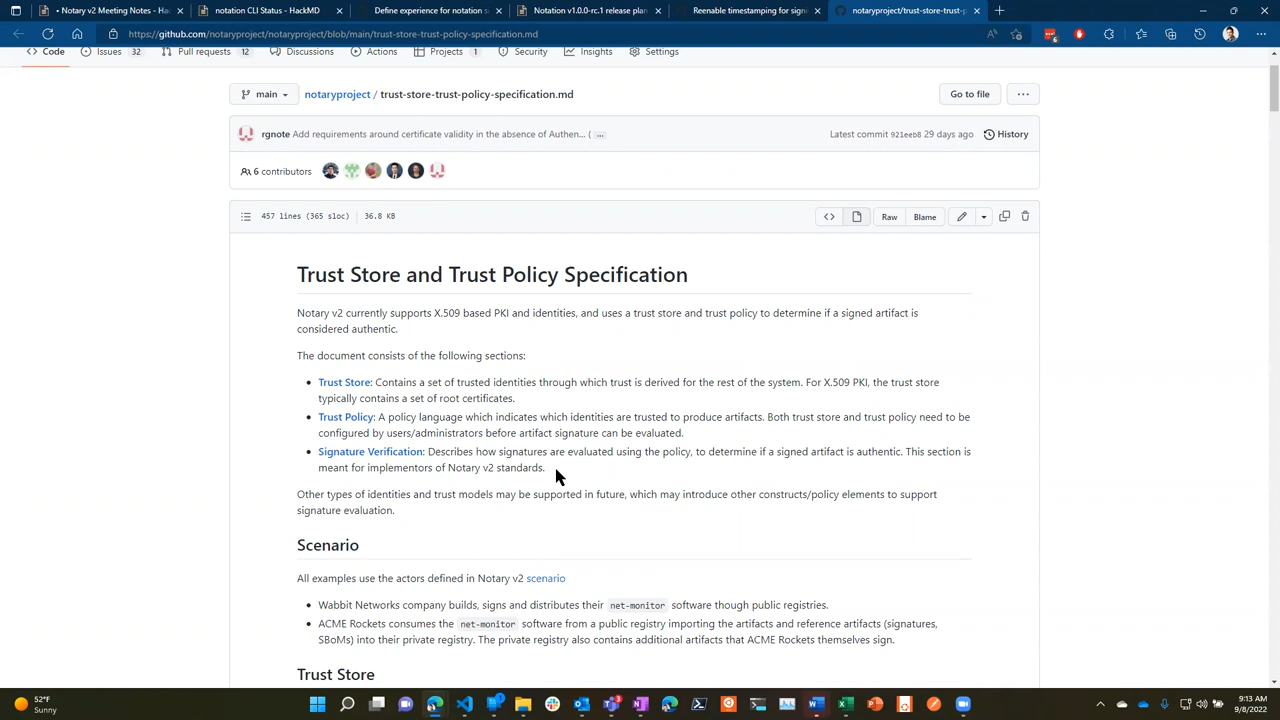 Notary v2 Meeting Notes - HackM
notation CLI Status - HackMD
Define experience for notation s
Notation v1.0.0-rc.1 release plan
Reenable timestamping for signi
notaryproject/trust-store-trust-p
https://github.com/notaryproject/notaryproject/blob/main/trust-store-trust-policy-specification.md
6
Code
Issues 32
Pull requests 12
Discussions
Actions
Projects 1
Security
Insights
Settings
main
notaryproject / trust-store-trust-policy-specification.md
Go to file
...
rgnote Add requirements around certificate validity in the absence of Authen... ( ...
Latest commit 921eeb8 29 days ago
History
6 contributors
457 lines (365 sloc) | 36.8 KB
Raw
Blame
Trust Store and Trust Policy Specification
Notary v2 currently supports X.509 based PKI and identities, and uses a trust store and trust policy to determine if a signed artifact is
considered authentic.
The document consists of the following sections:
• Trust Store: Contains a set of trusted identities through which trust is derived for the rest of the system. For X.509 PKI, the trust store
typically contains a set of root certificates.
• Trust Policy: A policy language which indicates which identities are trusted to produce artifacts. Both trust store and trust policy need to be
configured by users/administrators before artifact signature can be evaluated.
• Signature Verification: Describes how signatures are evaluated using the policy, to determine if a signed artifact is authentic. This section is
meant for implementors of Notary v2 standards.
Other types of identities and trust models may be supported in future, which may introduce other constructs/policy elements to support
signature evaluation.
Scenario
All examples use the actors defined in Notary v2 scenario
• Wabbit Networks company builds, signs and distributes their net-monitor software though public registries.
• ACME Rockets consumes the net-monitor software from a public registry importing the artifacts and reference artifacts (signatures,
SBoMs) into their private registry. The private registry also contains additional artifacts that ACME Rockets themselves sign.
Trust Store
52°F
Sunny
9:13 AM
9/8/2022